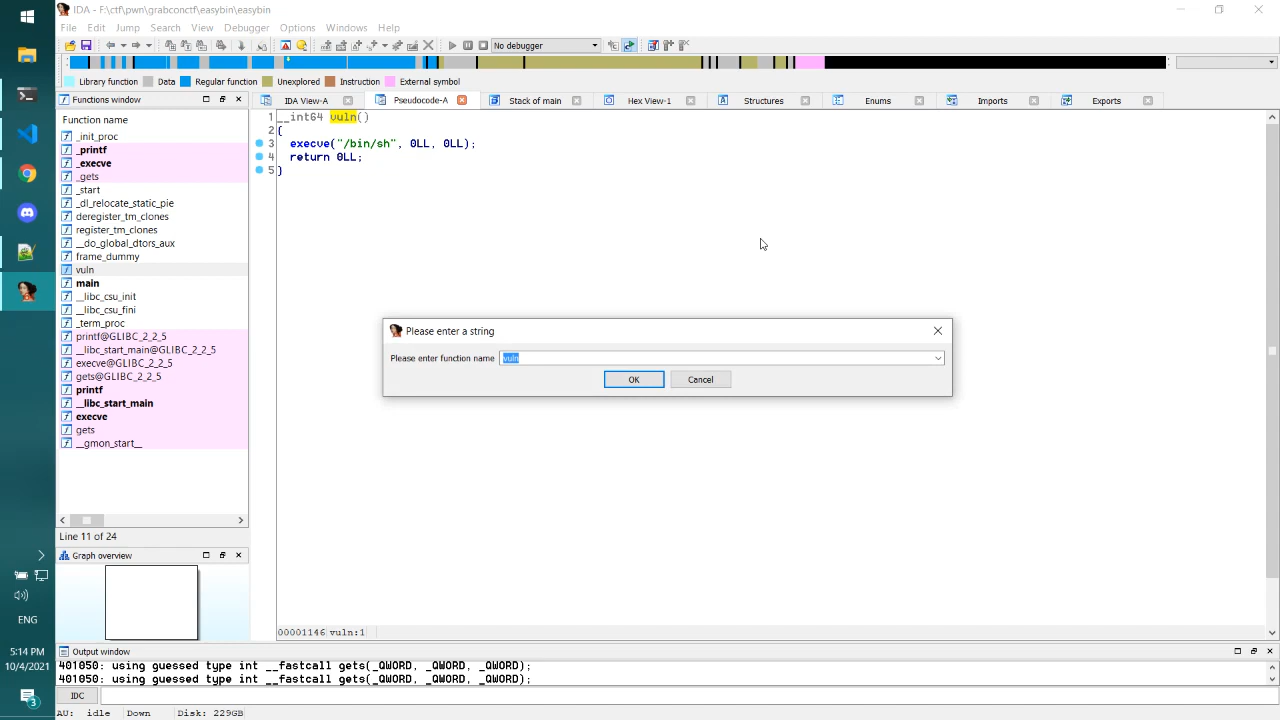 IDA - F:\ctf\pwn\grabconctf\easybin\easybin
File Edit Jump Search View Debugger Options Windows Help
No debugger
Library function Data Regular function Unexplored Instruction External symbol
Functions window
IDA View-A Pseudocode-A Stack of main Hex View-1 Structures Enums Imports Exports
Function name
_init_proc
_printf
_execve
_gets
_start
_dl_relocate_static_pie
deregister_tm_clones
register_tm_clones
__do_global_dtors_aux
frame_dummy
vuln
main
__libc_csu_init
__libc_csu_fini
_term_proc
printf@GLIBC_2_2_5
__libc_start_main@GLIBC_2_2_5
execve@GLIBC_2_2_5
gets@GLIBC_2_2_5
printf
__libc_start_main
execve
gets
__gmon_start__
Line 11 of 24
Graph overview
1 __int64 vuln()
2 {
3 execve("/bin/sh", 0LL, 0LL);
4 return 0LL;
5 }
Please enter a string
Please enter function name vuln
OK Cancel
00001146 vuln:1
Output window
401050: using guessed type int __fastcall gets(_QWORD, _QWORD, _QWORD);
401050: using guessed type int __fastcall gets(_QWORD, _QWORD, _QWORD);
IDC
AU: idle Down Disk: 229GB
ENG
5:14 PM
10/4/2021
3